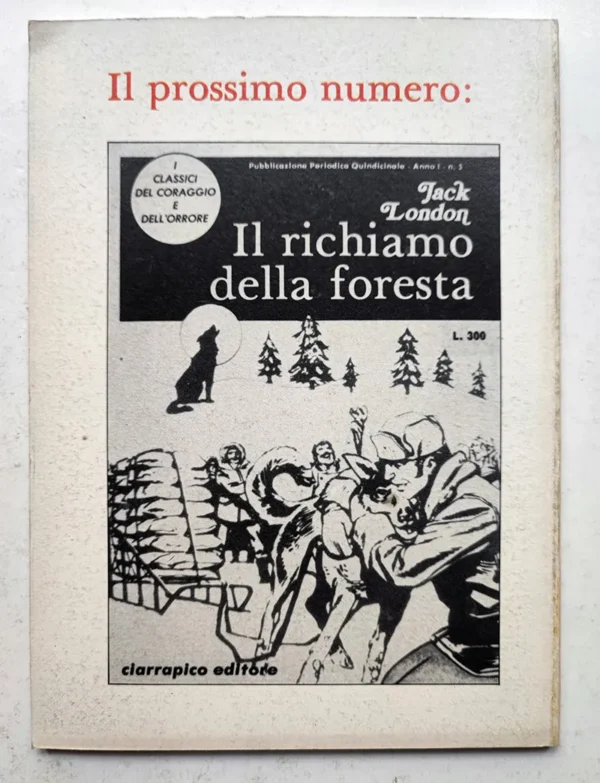 Il prossimo numero:
Pubblicazione Periodica Quindicinale - Anno I - n. 5
I
CLASSICI
DEL CORAGGIO
E
DELL'ORRORE
Jack
London
Il richiamo
della foresta
L. 300
ciarrapico editore